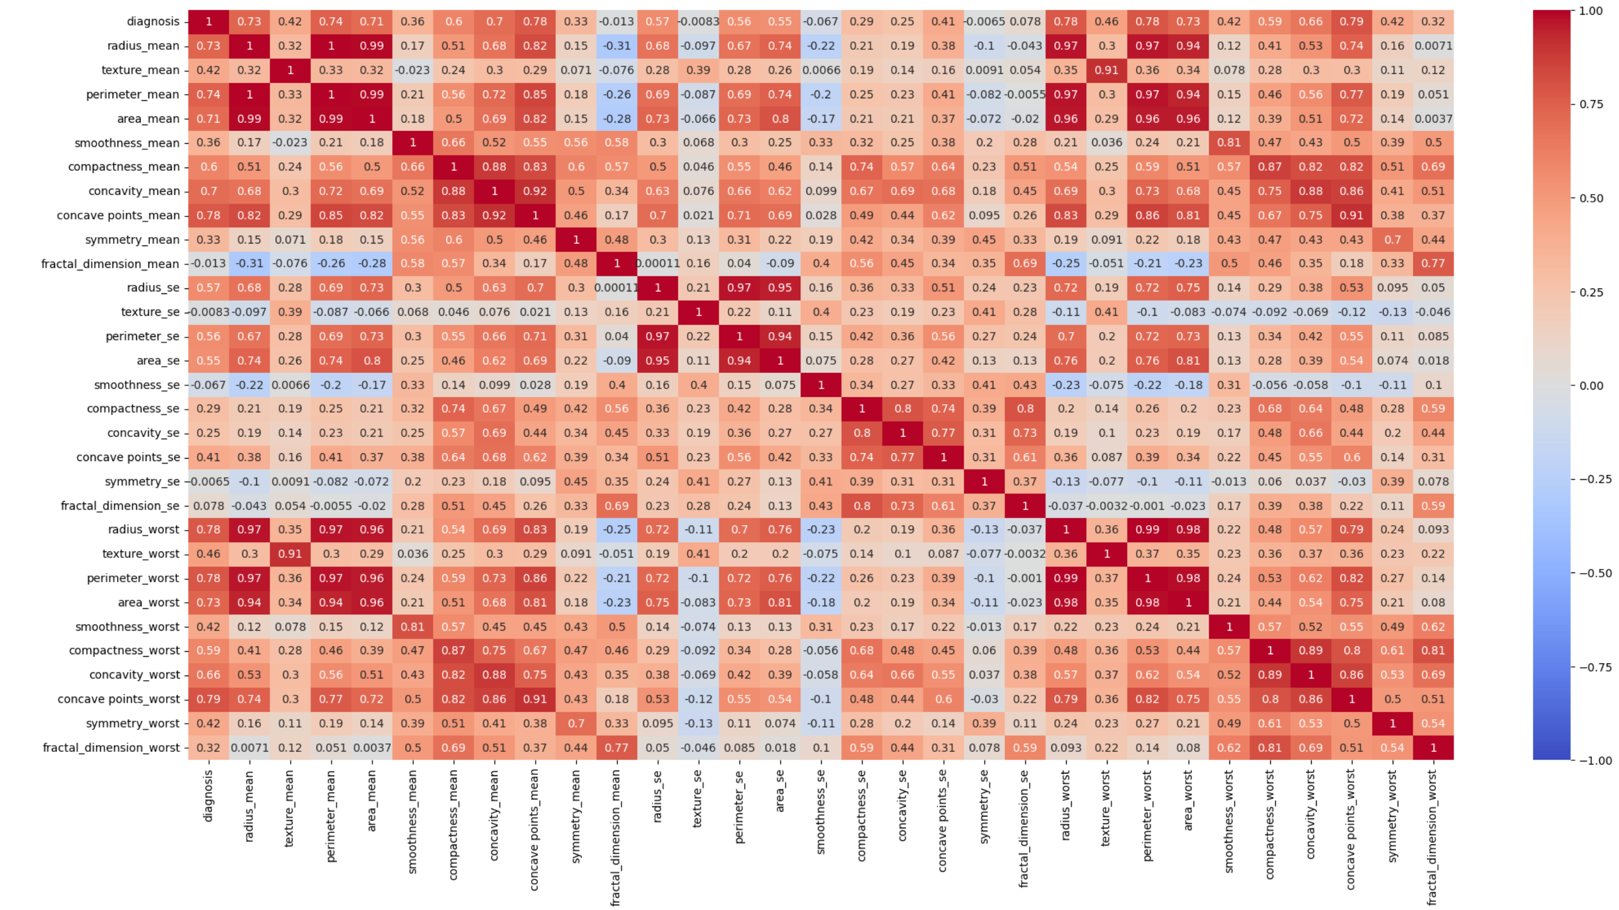 diagnosis 1 0.73 0.42 0.74 0.71 0.36 0.6 0.7 0.78 0.33 -0.013 0.57 -0.0083 0.56 0.55 -0.067 0.29 0.25 0.41 -0.0065 0.078 0.78 0.46 0.78 0.73 0.42 0.59 0.66 0.79 0.42 0.32
radius_mean 0.73 1 0.32 1 0.99 0.17 0.51 0.68 0.82 0.15 -0.31 0.68 -0.097 0.67 0.74 -0.22 0.21 0.19 0.38 -0.1 -0.043 0.97 0.3 0.97 0.94 0.12 0.41 0.53 0.74 0.16 0.0071
texture_mean 0.42 0.32 1 0.33 0.32 -0.023 0.24 0.3 0.29 0.071 -0.076 0.28 0.39 0.28 0.26 0.0066 0.19 0.14 0.16 0.0091 0.054 0.35 0.91 0.36 0.34 0.078 0.28 0.3 0.3 0.11 0.12
perimeter_mean 0.74 1 0.33 1 0.99 0.21 0.56 0.72 0.85 0.18 -0.26 0.69 -0.087 0.69 0.74 -0.2 0.25 0.23 0.41 -0.082 -0.0055 0.97 0.3 0.97 0.94 0.15 0.46 0.56 0.77 0.19 0.051
area_mean 0.71 0.99 0.32 0.99 1 0.18 0.5 0.69 0.82 0.15 -0.28 0.73 -0.066 0.73 0.8 -0.17 0.21 0.21 0.37 -0.072 -0.02 0.96 0.29 0.96 0.96 0.12 0.39 0.51 0.72 0.14 0.0037
smoothness_mean 0.36 0.17 -0.023 0.21 0.18 1 0.66 0.52 0.55 0.56 0.58 0.3 0.068 0.3 0.25 0.33 0.32 0.25 0.38 0.2 0.28 0.21 0.036 0.24 0.21 0.81 0.47 0.43 0.5 0.39 0.5
compactness_mean 0.6 0.51 0.24 0.56 0.5 0.66 1 0.88 0.83 0.6 0.57 0.5 0.046 0.55 0.46 0.14 0.74 0.57 0.64 0.23 0.51 0.54 0.25 0.59 0.51 0.57 0.87 0.82 0.82 0.51 0.69
concavity_mean 0.7 0.68 0.3 0.72 0.69 0.52 0.88 1 0.92 0.5 0.34 0.63 0.076 0.66 0.62 0.099 0.67 0.69 0.68 0.18 0.45 0.69 0.3 0.73 0.68 0.45 0.75 0.88 0.86 0.41 0.51
concave points_mean 0.78 0.82 0.29 0.85 0.82 0.55 0.83 0.92 1 0.46 0.17 0.7 0.021 0.71 0.69 0.028 0.49 0.44 0.62 0.095 0.26 0.83 0.29 0.86 0.81 0.45 0.67 0.75 0.91 0.38 0.37
symmetry_mean 0.33 0.15 0.071 0.18 0.15 0.56 0.6 0.5 0.46 1 0.48 0.3 0.13 0.31 0.22 0.19 0.42 0.34 0.39 0.45 0.33 0.19 0.091 0.22 0.18 0.43 0.47 0.43 0.43 0.7 0.44
fractal_dimension_mean -0.013 -0.31 -0.076 -0.26 -0.28 0.58 0.57 0.34 0.17 0.48 1 0.00011 0.16 0.04 -0.09 0.4 0.56 0.45 0.34 0.35 0.69 -0.25 -0.051 -0.21 -0.23 0.5 0.46 0.35 0.18 0.33 0.77
radius_se 0.57 0.68 0.28 0.69 0.73 0.3 0.5 0.63 0.7 0.3 0.00011 1 0.21 0.97 0.95 0.16 0.36 0.33 0.51 0.24 0.23 0.72 0.19 0.72 0.75 0.14 0.29 0.38 0.53 0.095 0.05
texture_se -0.0083 -0.097 0.39 -0.087 -0.066 0.068 0.046 0.076 0.021 0.13 0.16 0.21 1 0.22 0.11 0.4 0.23 0.19 0.23 0.41 0.28 -0.11 0.41 -0.1 -0.083 -0.074 -0.092 -0.069 -0.12 -0.13 -0.046
perimeter_se 0.56 0.67 0.28 0.69 0.73 0.3 0.55 0.66 0.71 0.31 0.04 0.97 0.22 1 0.94 0.15 0.42 0.36 0.56 0.27 0.24 0.7 0.2 0.72 0.73 0.13 0.34 0.42 0.55 0.11 0.085
area_se 0.55 0.74 0.26 0.74 0.8 0.25 0.46 0.62 0.69 0.22 -0.09 0.95 0.11 0.94 1 0.075 0.28 0.27 0.42 0.13 0.13 0.76 0.2 0.76 0.81 0.13 0.28 0.39 0.54 0.074 0.018
smoothness_se -0.067 -0.22 0.0066 -0.2 -0.17 0.33 0.14 0.099 0.028 0.19 0.4 0.16 0.4 0.15 0.075 1 0.34 0.27 0.33 0.41 0.43 -0.23 -0.075 -0.22 -0.18 0.31 -0.056 -0.058 -0.1 -0.11 0.1
compactness_se 0.29 0.21 0.19 0.25 0.21 0.32 0.74 0.67 0.49 0.42 0.56 0.36 0.23 0.42 0.28 0.34 1 0.8 0.74 0.39 0.8 0.2 0.14 0.26 0.2 0.23 0.68 0.64 0.48 0.28 0.59
concavity_se 0.25 0.19 0.14 0.23 0.21 0.25 0.57 0.69 0.44 0.34 0.45 0.33 0.19 0.36 0.27 0.27 0.8 1 0.77 0.31 0.73 0.19 0.1 0.23 0.19 0.17 0.48 0.66 0.44 0.2 0.44
concave points_se 0.41 0.38 0.16 0.41 0.37 0.38 0.64 0.68 0.62 0.39 0.34 0.51 0.23 0.56 0.42 0.33 0.74 0.77 1 0.31 0.61 0.36 0.087 0.39 0.34 0.22 0.45 0.55 0.6 0.14 0.31
symmetry_se -0.0065 -0.1 0.0091 -0.082 -0.072 0.2 0.23 0.18 0.095 0.45 0.35 0.24 0.41 0.27 0.13 0.41 0.39 0.31 0.31 1 0.37 -0.13 -0.077 -0.1 -0.11 -0.013 0.06 0.037 -0.03 0.39 0.078
fractal_dimension_se 0.078 -0.043 0.054 -0.0055 -0.02 0.28 0.51 0.45 0.26 0.33 0.69 0.23 0.28 0.24 0.13 0.43 0.8 0.73 0.61 0.37 1 -0.037 -0.0032 -0.001 -0.023 0.17 0.39 0.38 0.22 0.11 0.59
radius_worst 0.78 0.97 0.35 0.97 0.96 0.21 0.54 0.69 0.83 0.19 -0.25 0.72 -0.11 0.7 0.76 -0.23 0.2 0.19 0.36 -0.13 -0.037 1 0.36 0.99 0.98 0.22 0.48 0.57 0.79 0.24 0.093
texture_worst 0.46 0.3 0.91 0.3 0.29 0.036 0.25 0.3 0.29 0.091 -0.051 0.19 0.41 0.2 0.2 -0.075 0.14 0.1 0.087 -0.077 -0.0032 0.36 1 0.37 0.35 0.23 0.36 0.37 0.36 0.23 0.22
perimeter_worst 0.78 0.97 0.36 0.97 0.96 0.24 0.59 0.73 0.86 0.22 -0.21 0.72 -0.1 0.72 0.76 -0.22 0.26 0.23 0.39 -0.1 -0.001 0.99 0.37 1 0.98 0.24 0.53 0.62 0.82 0.27 0.14
area_worst 0.73 0.94 0.34 0.94 0.96 0.21 0.51 0.68 0.81 0.18 -0.23 0.75 -0.083 0.73 0.81 -0.18 0.2 0.19 0.34 -0.11 -0.023 0.98 0.35 0.98 1 0.21 0.44 0.54 0.75 0.21 0.08
smoothness_worst 0.42 0.12 0.078 0.15 0.12 0.81 0.57 0.45 0.45 0.43 0.5 0.14 -0.074 0.13 0.13 0.31 0.23 0.17 0.22 -0.013 0.17 0.22 0.23 0.24 0.21 1 0.57 0.52 0.55 0.49 0.62
compactness_worst 0.59 0.41 0.28 0.46 0.39 0.47 0.87 0.75 0.67 0.47 0.46 0.29 -0.092 0.34 0.28 -0.056 0.68 0.48 0.45 0.06 0.39 0.48 0.36 0.53 0.44 0.57 1 0.89 0.8 0.61 0.81
concavity_worst 0.66 0.53 0.3 0.56 0.51 0.43 0.82 0.88 0.75 0.43 0.35 0.38 -0.069 0.42 0.39 -0.058 0.64 0.66 0.55 0.037 0.38 0.57 0.37 0.62 0.54 0.52 0.89 1 0.86 0.53 0.69
concave points_worst 0.79 0.74 0.3 0.77 0.72 0.5 0.82 0.86 0.91 0.43 0.18 0.53 -0.12 0.55 0.54 -0.1 0.48 0.44 0.6 -0.03 0.22 0.79 0.36 0.82 0.75 0.55 0.8 0.86 1 0.5 0.51
symmetry_worst 0.42 0.16 0.11 0.19 0.14 0.39 0.51 0.41 0.38 0.7 0.33 0.095 -0.13 0.11 0.074 -0.11 0.28 0.2 0.14 0.39 0.11 0.24 0.23 0.27 0.21 0.49 0.61 0.53 0.5 1 0.54
fractal_dimension_worst 0.32 0.0071 0.12 0.051 0.0037 0.5 0.69 0.51 0.37 0.44 0.77 0.05 -0.046 0.085 0.018 0.1 0.59 0.44 0.31 0.078 0.59 0.093 0.22 0.14 0.08 0.62 0.81 0.69 0.51 0.54 1
diagnosis
radius_mean
texture_mean
perimeter_mean
area_mean
smoothness_mean
compactness_mean
concavity_mean
concave points_mean
symmetry_mean
fractal_dimension_mean
radius_se
texture_se
perimeter_se
area_se
smoothness_se
compactness_se
concavity_se
concave points_se
symmetry_se
fractal_dimension_se
radius_worst
texture_worst
perimeter_worst
area_worst
smoothness_worst
compactness_worst
concavity_worst
concave points_worst
symmetry_worst
fractal_dimension_worst
1.00
0.75
0.50
0.25
0.00
−0.25
−0.50
−0.75
−1.00